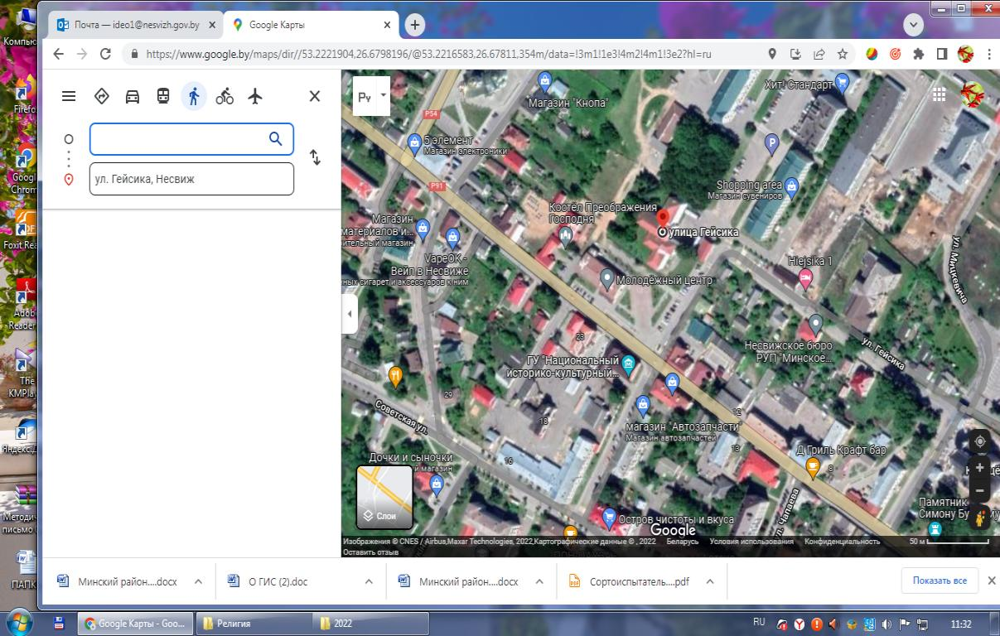 Компью
Почта — ideo1@nesvizh.gov.by
Google Карты
https://www.google.by/maps/dir//53.2221904,26.6798196/@53.2216583,26.67811,354m/data=!3m1!1e3!4m2!4m1!3e2?hl=ru
Firefo
Google
Chrom
Foxit Rea
Adob
Reader
The
KMPla
Яндекс.Д
Методич
письмо
ПАПК
ул. Гейсика, Несвиж
Ру
P54
Магазин "Кнопа"
Хит! Стандарт
5 элемент
Магазин электроники
P
P91
Shopping area
Магазин сувениров
Костёл Преображения
Господня
улица Гейсика
Магазин
материалов и...
ительный магазин
VapeOK -
Вейп в Несвиже
ных сигарет и аксессуаров к ним
Hiejsika 1
ул. Мицкевича
Молодёжный центр
Несвижское бюро
РУП "Минское...
ул. Гейсика
23
ГУ "Национальный
историко-культурный...
29
Советская ул.
18
12
магазин "Автозапчасти"
Магазин автозапчастей
13
Дочки и сыночки
й магазин
16
Д Гриль Крафт бар
8
ул. Чапаева
Памятник
Симону Бу
му
Остров чистоты и вкуса
Слои
Google
Изображения © CNES / Airbus,Maxar Technologies, 2022,Картографические данные © , 2022 Беларусь Условия использования Конфиденциальность 50 м
Оставить отзыв
Минский район....docx
О ГИС (2).doc
Минский район....docx
Сортоиспытатель....pdf
Показать все
Google Карты - Goo...
Религия
2022
RU
11:32